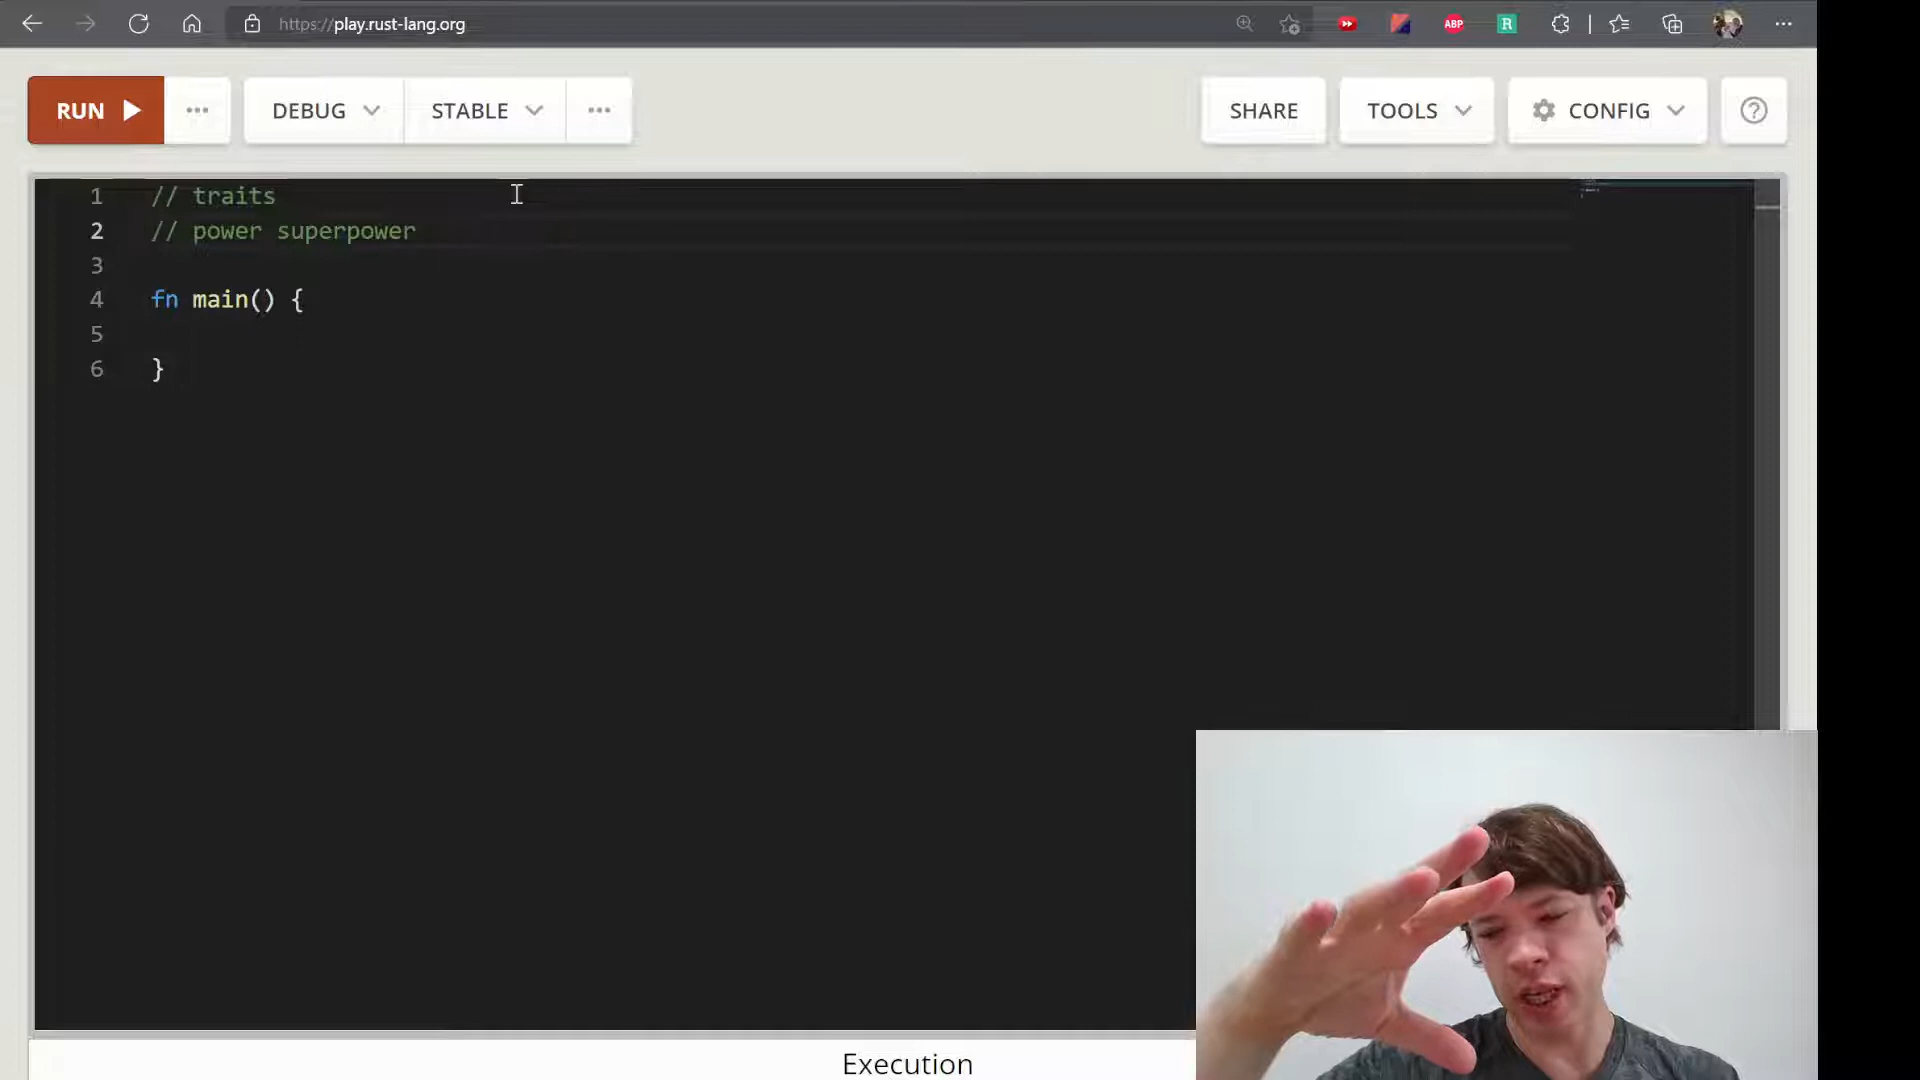 https://play.rust-lang.org
ABP
R
RUN
DEBUG
STABLE
SHARE
TOOLS
CONFIG
1 // traits
2 // power superpower
3
4 fn main() {
5
6 }
Execution